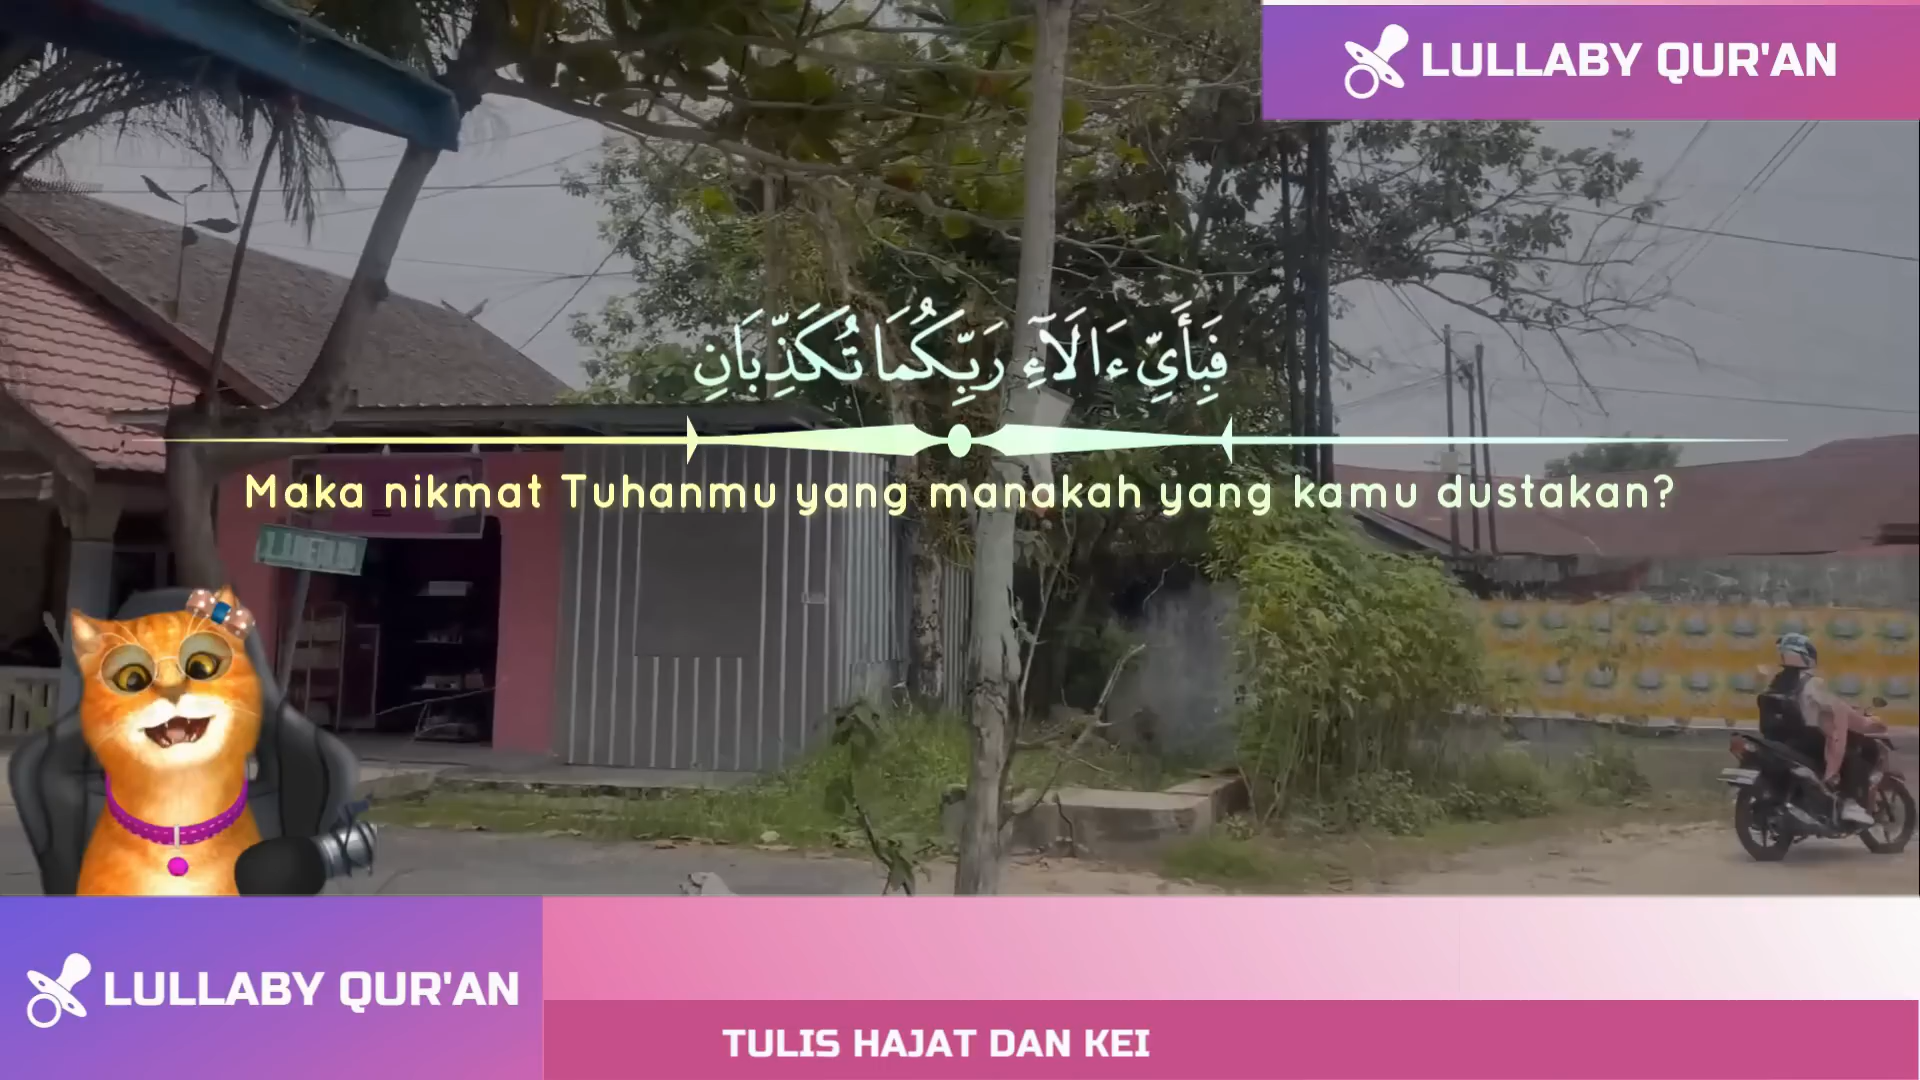 LULLABY QUR'AN
فَبِأَيِّ ءَالَآءِ رَبِّكُمَا تُكَذِّبَانِ
Maka nikmat Tuhanmu yang manakah yang kamu dustakan?
LULLABY QUR'AN
TULIS HAJAT DAN KEI